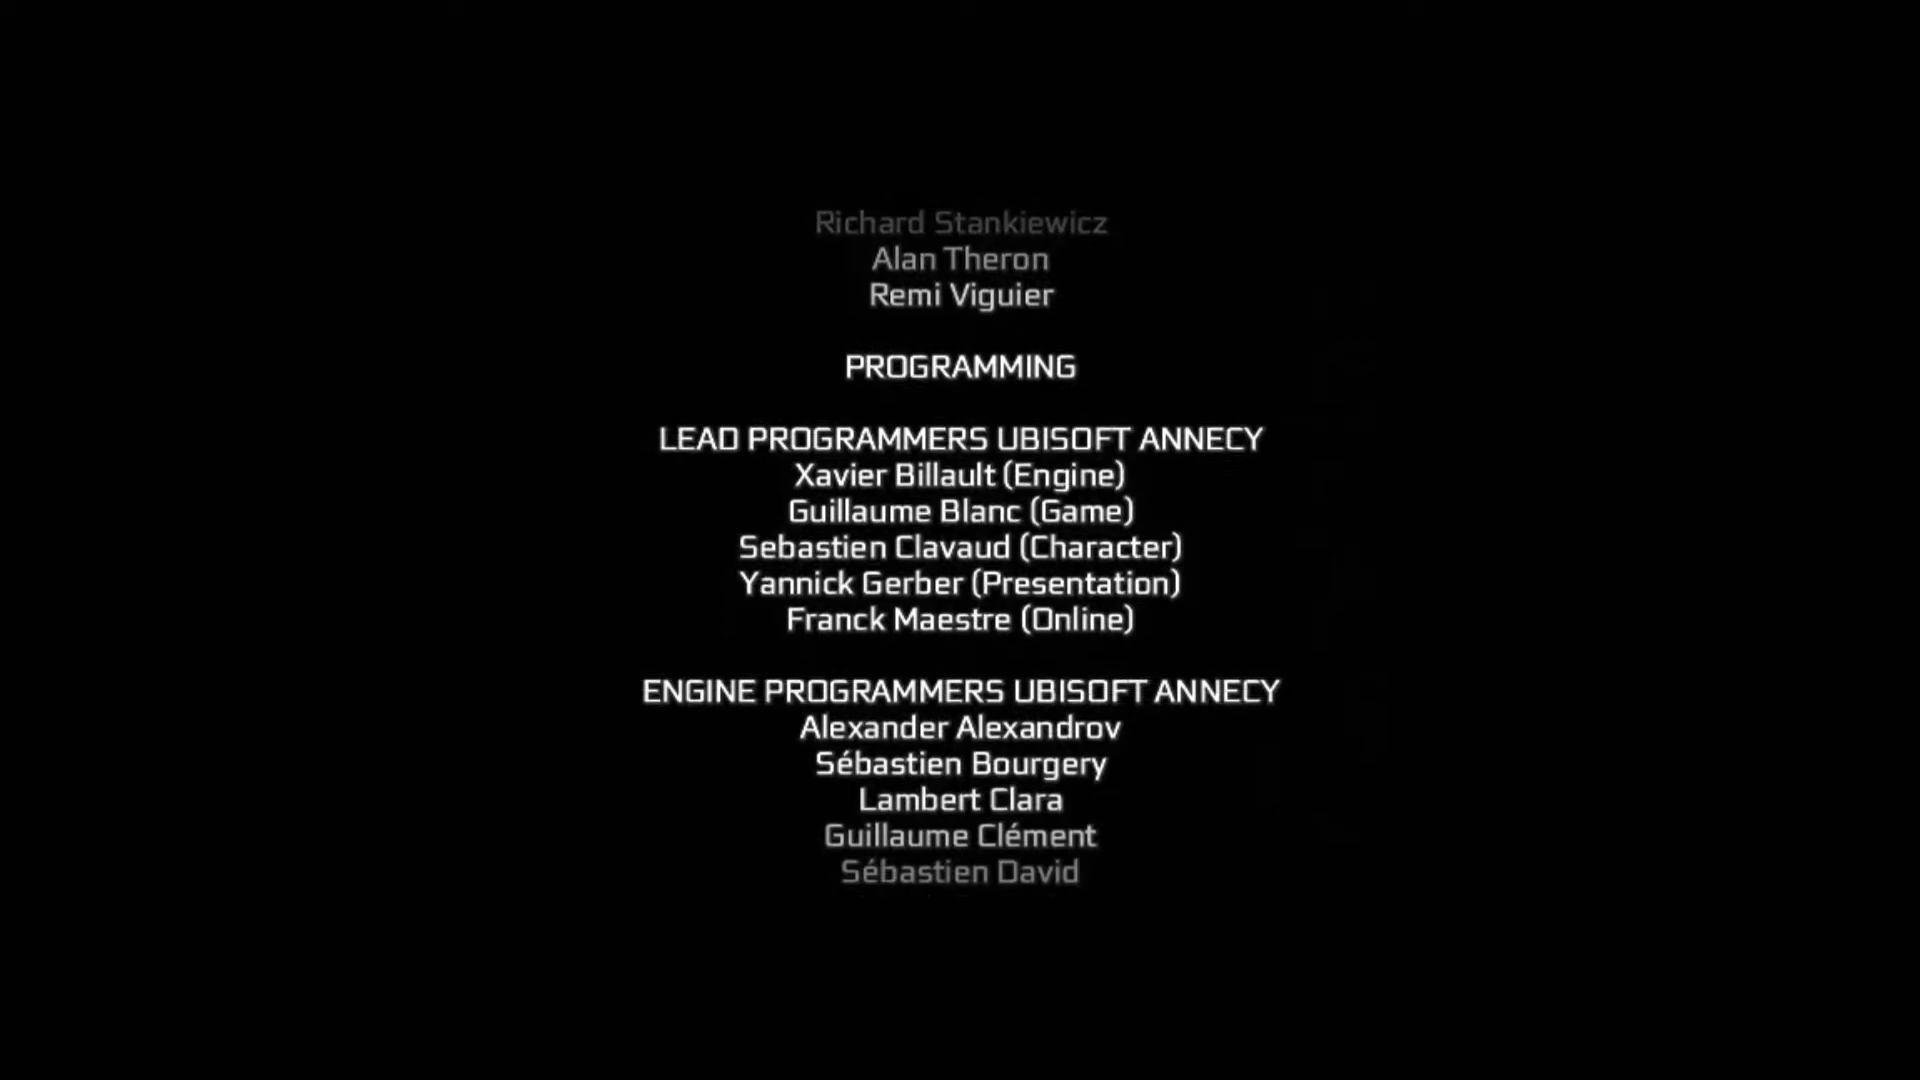 Richard Stankiewicz
Alan Theron
Remi Viguier
PROGRAMMING
LEAD PROGRAMMERS UBISOFT ANNECY
Xavier Billault (Engine)
Guillaume Blanc (Game)
Sebastien Clavaud (Character)
Yannick Gerber (Presentation)
Franck Maestre (Online)
ENGINE PROGRAMMERS UBISOFT ANNECY
Alexander Alexandrov
Sébastien Bourgery
Lambert Clara
Guillaume Clément
Sébastien David